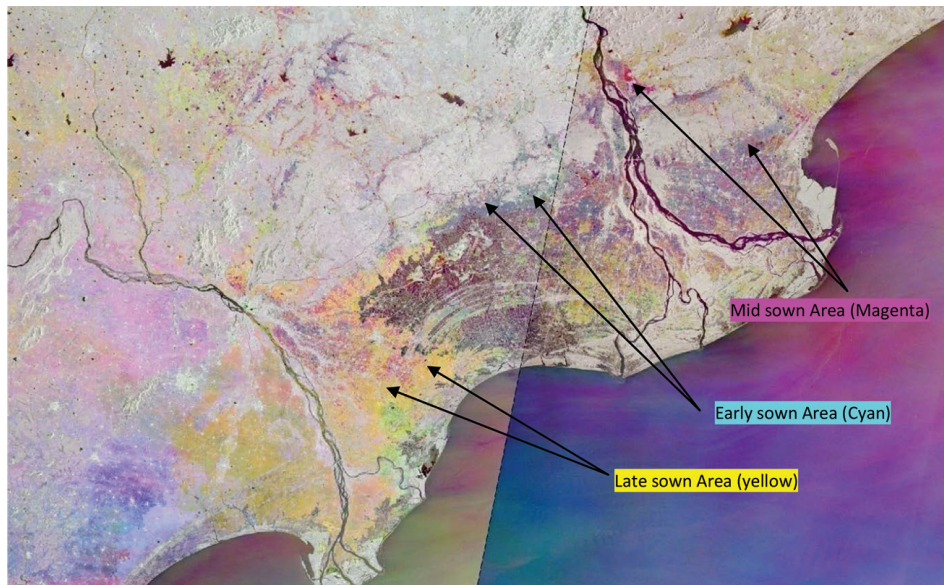 Mid sown Area (Magenta)
Early sown Area (Cyan)
Late sown Area (yellow)